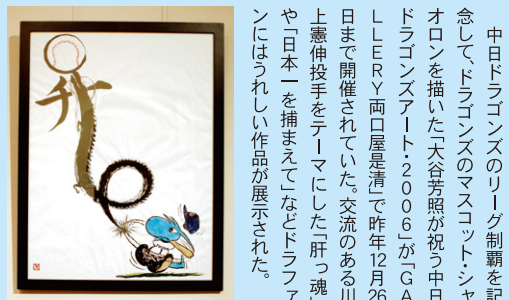 中日ドラゴンズのリーグ制覇を記
念して、ドラゴンズのマスコット・シャ
オロンを描いた「大谷芳照が祝う中日
ドラゴンズアート・2006」が「GA
LLERY両口屋是清」で昨年12月26
日まで開催されていた。交流のある川
上憲伸投手をテーマにした「肝っ魂」
や「日本一を捕まえて」などドラファ
ンにはうれしい作品が展示された。